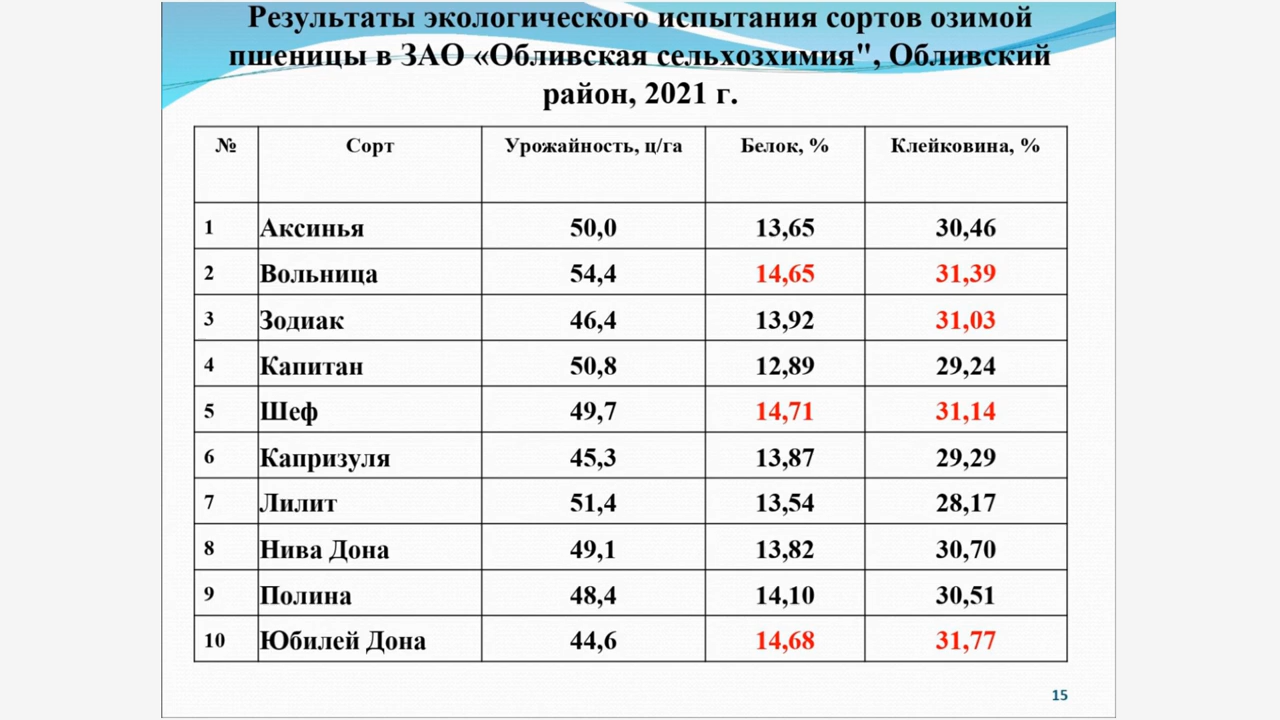 Результаты экологического испытания сортов озимой
пшеницы в ЗАО «Обливская сельхозхимия", Обливский
район, 2021 г.
№ Сорт Урожайность, ц/га Белок, % Клейковина, %
1 Аксинья 50,0 13,65 30,46
2 Вольница 54,4 14,65 31,39
3 Зодиак 46,4 13,92 31,03
4 Капитан 50,8 12,89 29,24
5 Шеф 49,7 14,71 31,14
6 Капризуля 45,3 13,87 29,29
7 Лилит 51,4 13,54 28,17
8 Нива Дона 49,1 13,82 30,70
9 Полина 48,4 14,10 30,51
10 Юбилей Дона 44,6 14,68 31,77
15